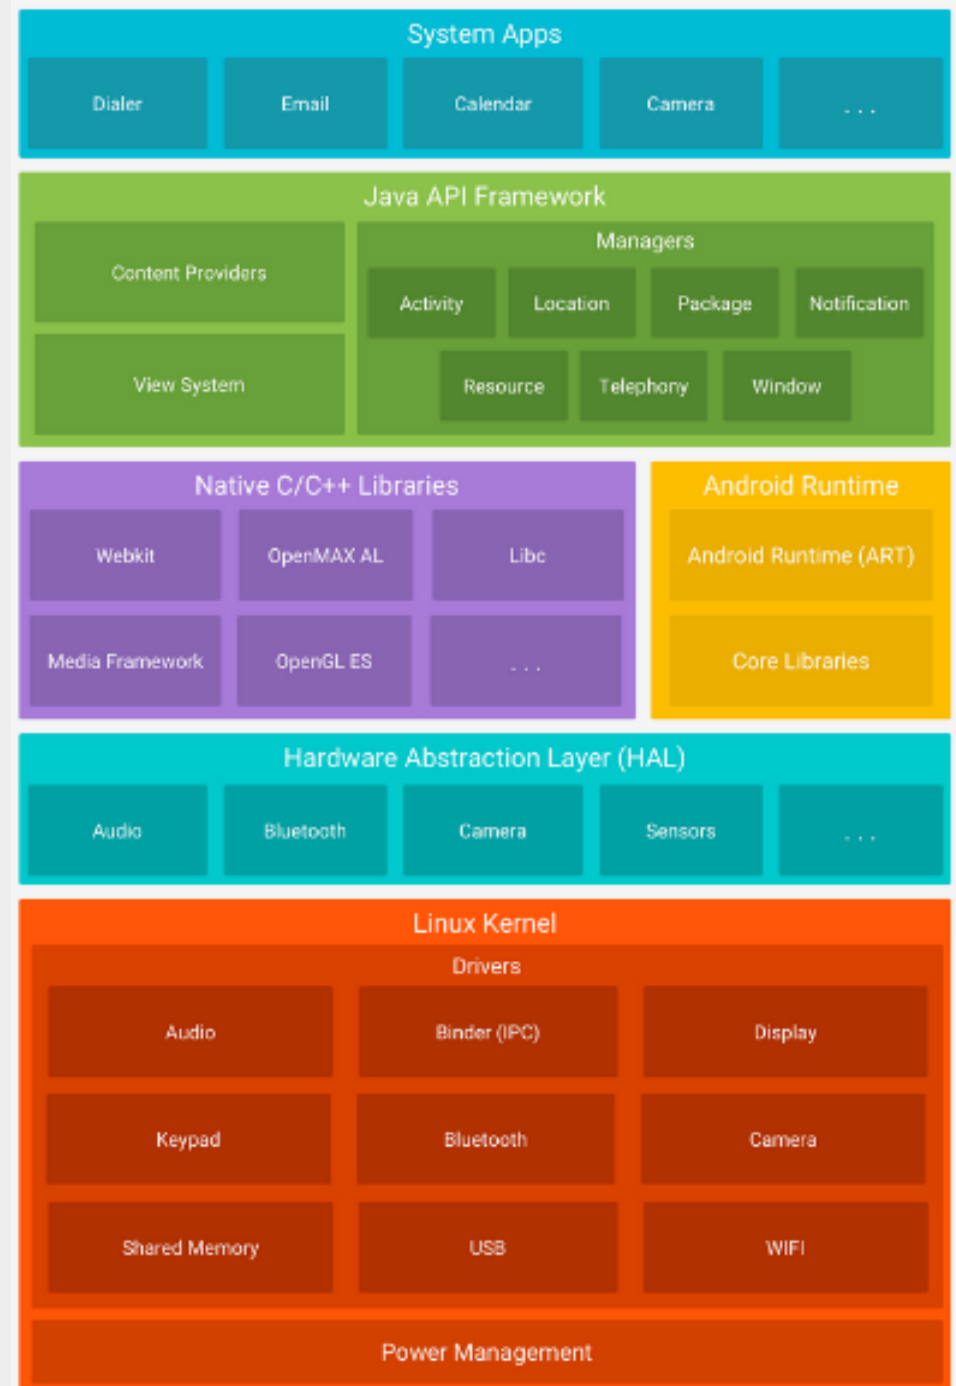 System Apps
Dialer Email Calendar Camera . . .
Java API Framework
Content Providers
View System
Managers
Activity Location Package Notification
Resource Telephony Window
Native C/C++ Libraries
Webkit OpenMAX AL Libc
Media Framework OpenGL ES . . .
Android Runtime
Android Runtime (ART)
Core Libraries
Hardware Abstraction Layer (HAL)
Audio Bluetooth Camera Sensors . . .
Linux Kernel
Drivers
Audio Binder (IPC) Display
Keypad Bluetooth Camera
Shared Memory USB WIFI
Power Management